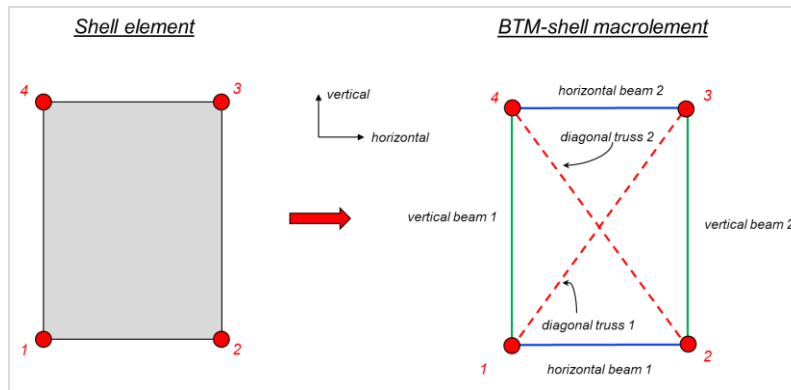 Shell element
BTM-shell macrolement
4
3
vertical
horizontal
1
2
4
horizontal beam 2
3
diagonal truss 2
vertical beam 1
vertical beam 2
diagonal truss 1
1
horizontal beam 1
2